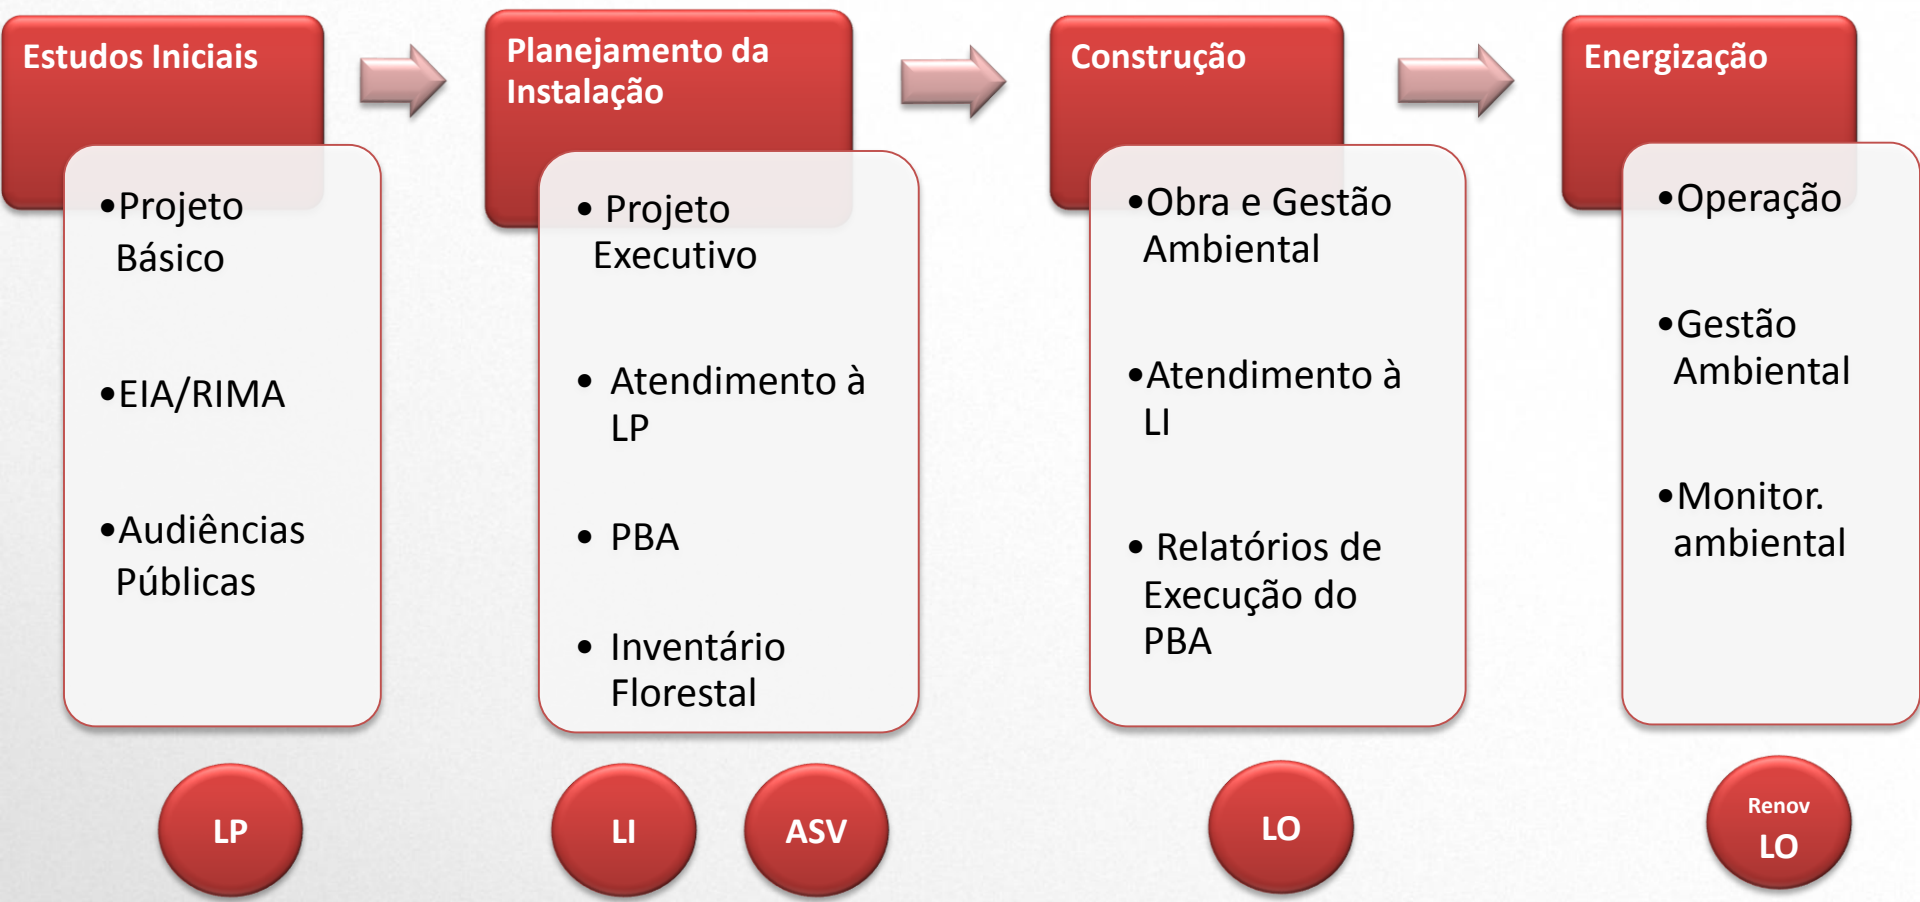 Estudos Iniciais
•Projeto
Básico
•EIA/RIMA
•Audiências
Públicas
LP
Planejamento da
Instalação
• Projeto
Executivo
• Atendimento à
LP
• PBA
• Inventário
Florestal
LI
ASV
Construção
•Obra e Gestão
Ambiental
•Atendimento à
LI
• Relatórios de
Execução do
PBA
LO
Energização
•Operação
•Gestão
Ambiental
•Monitor.
ambiental
Renov
LO